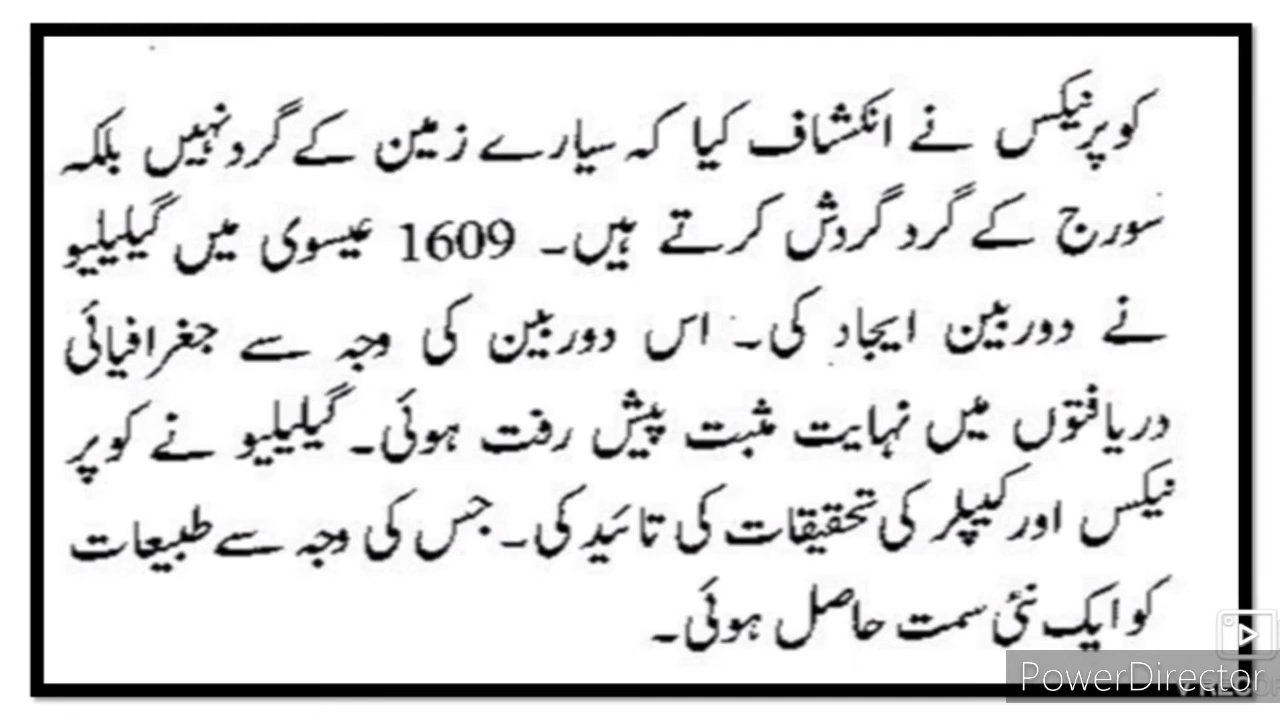 کوپرنیکس نے انکشاف کیا کہ سیارے زمین کے گرد نہیں بلکہ
سورج کے گرد گردش کرتے ہیں۔ 1609 عیسوی میں گیلیلیو
نے دوربین ایجاد کی۔ اس دوربین کی وجہ سے جغرافیائی
دریافتوں میں نہایت مثبت پیش رفت ہوئی۔ گیلیلیو نے کوپر
نیکس اور کیپلر کی تحقیقات کی تائید کی۔ جس کی وجہ سے طبیعات
کو ایک نئی سمت حاصل ہوئی۔
PowerDirector